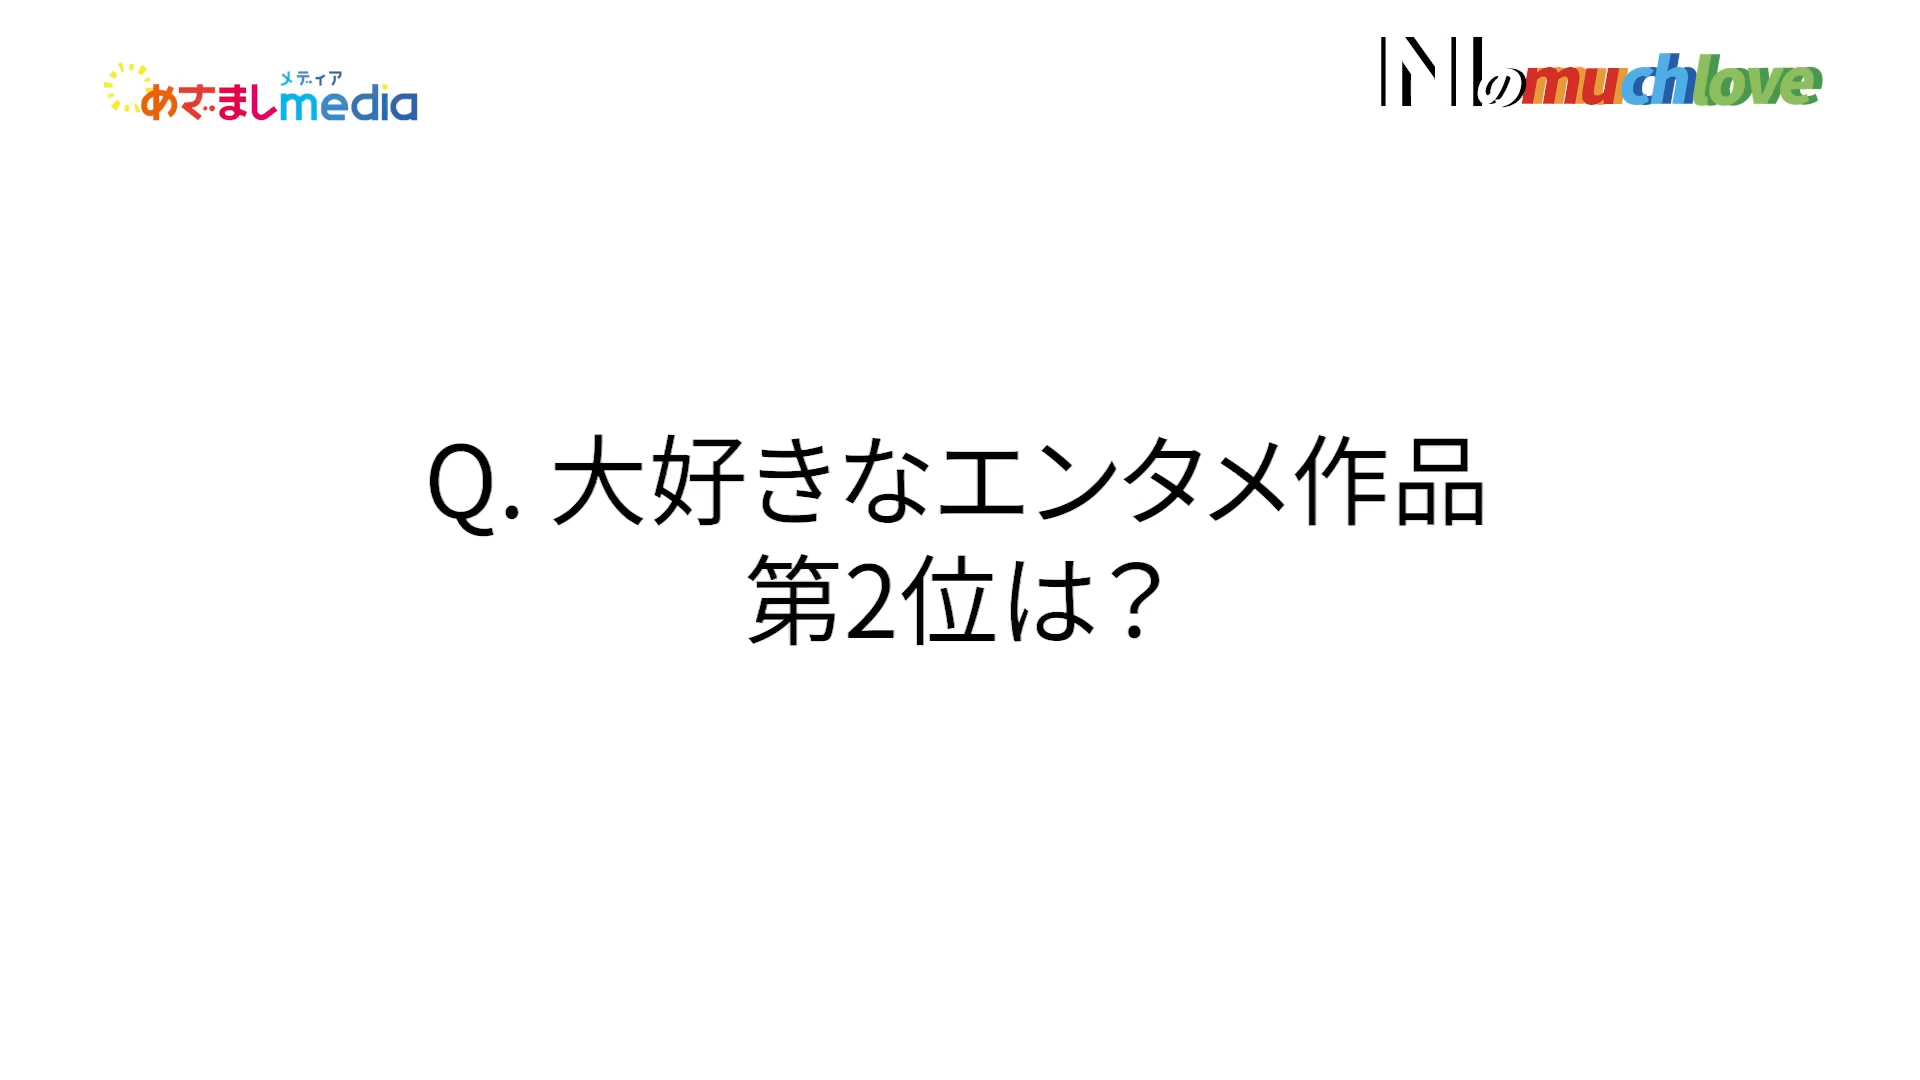 めざましmedia
メディア
NIのmuchlove
Q. 大好きなエンタメ作品
第2位は？